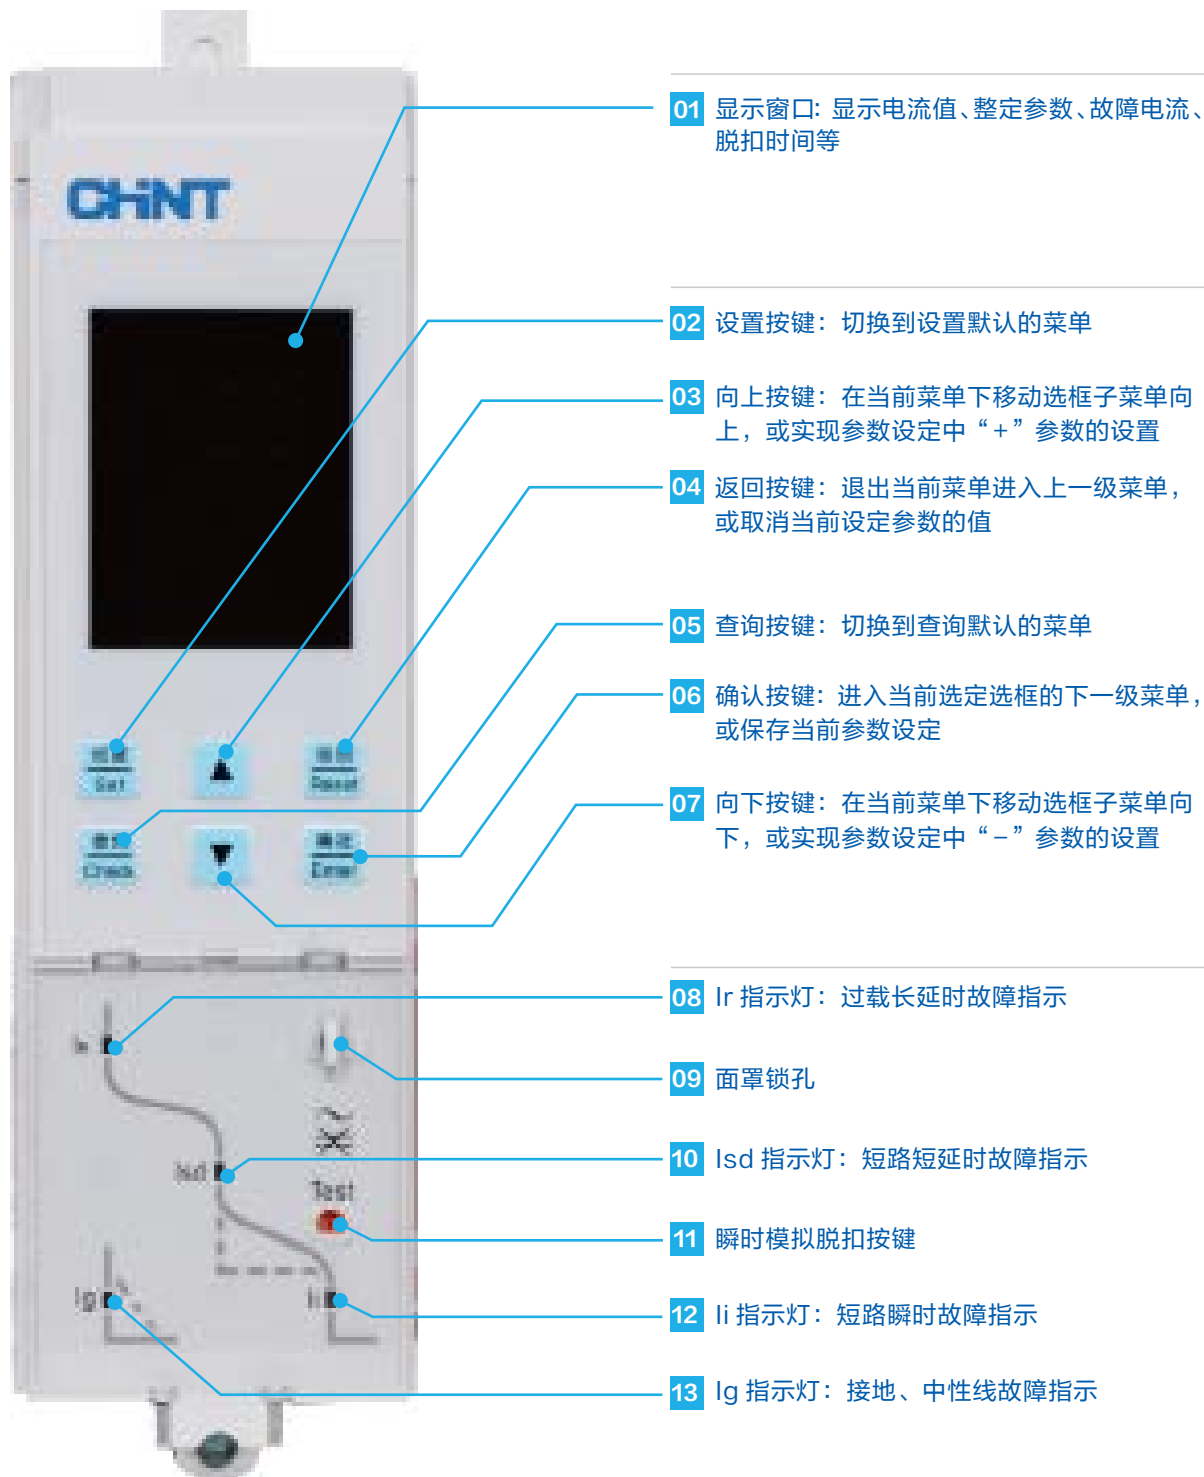 CHINT
设置
Set
▲
Reset
Check
▼
Enter
Ir
Isd
Test
Ig
Ii
01 显示窗口: 显示电流值、整定参数、故障电流、
脱扣时间等
02 设置按键: 切换到设置默认的菜单
03 向上按键: 在当前菜单下移动选框子菜单向
上, 或实现参数设定中“+”参数的设置
04 返回按键: 退出当前菜单进入上一级菜单,
或取消当前设定参数的值
05 查询按键: 切换到查询默认的菜单
06 确认按键: 进入当前选定选框的下一级菜单,
或保存当前参数设定
07 向下按键: 在当前菜单下移动选框子菜单向
下, 或实现参数设定中“-”参数的设置
08 Ir 指示灯: 过载长延时故障指示
09 面罩锁孔
10 Isd 指示灯: 短路短延时故障指示
11 瞬时模拟脱扣按键
12 Ii 指示灯: 短路瞬时故障指示
13 Ig 指示灯: 接地、中性线故障指示